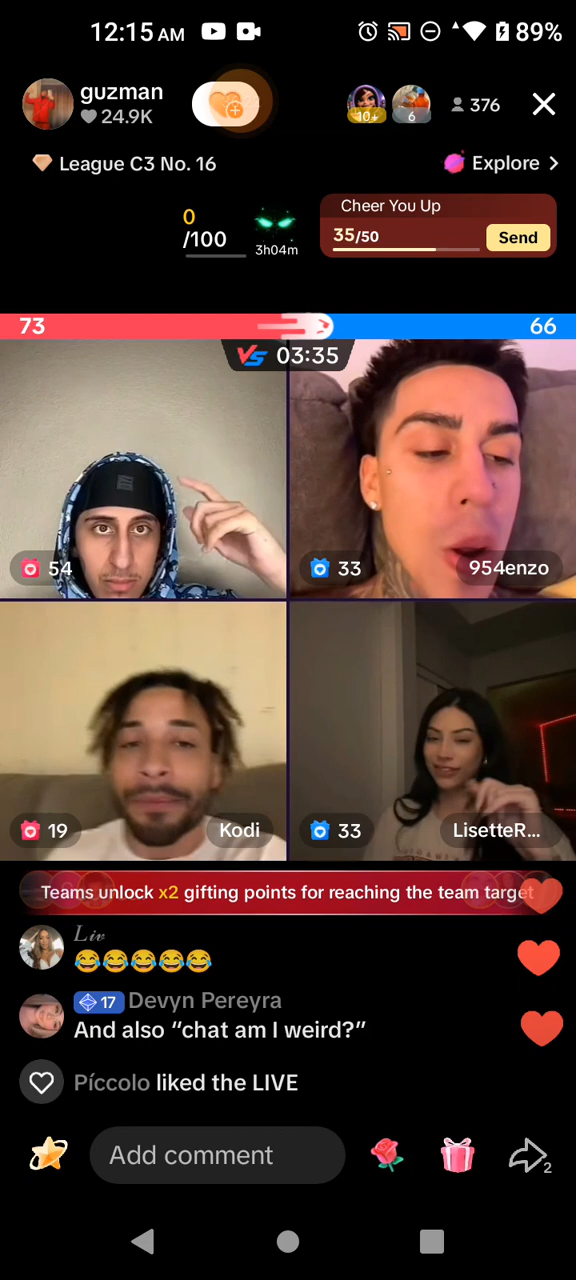 12:15 AM
89%
guzman
24.9K
10+
6
376
League C3 No. 16
Explore
0
/100
3h04m
Cheer You Up
35/50
Send
73
66
VS 03:35
54
33
954enzo
19
Kodi
33
LisetteR...
Teams unlock x2 gifting points for reaching the team target
Liv
😂😂😂😂😂
17 Devyn Pereyra
And also “chat am I weird?”
Píccolo liked the LIVE
Add comment
2